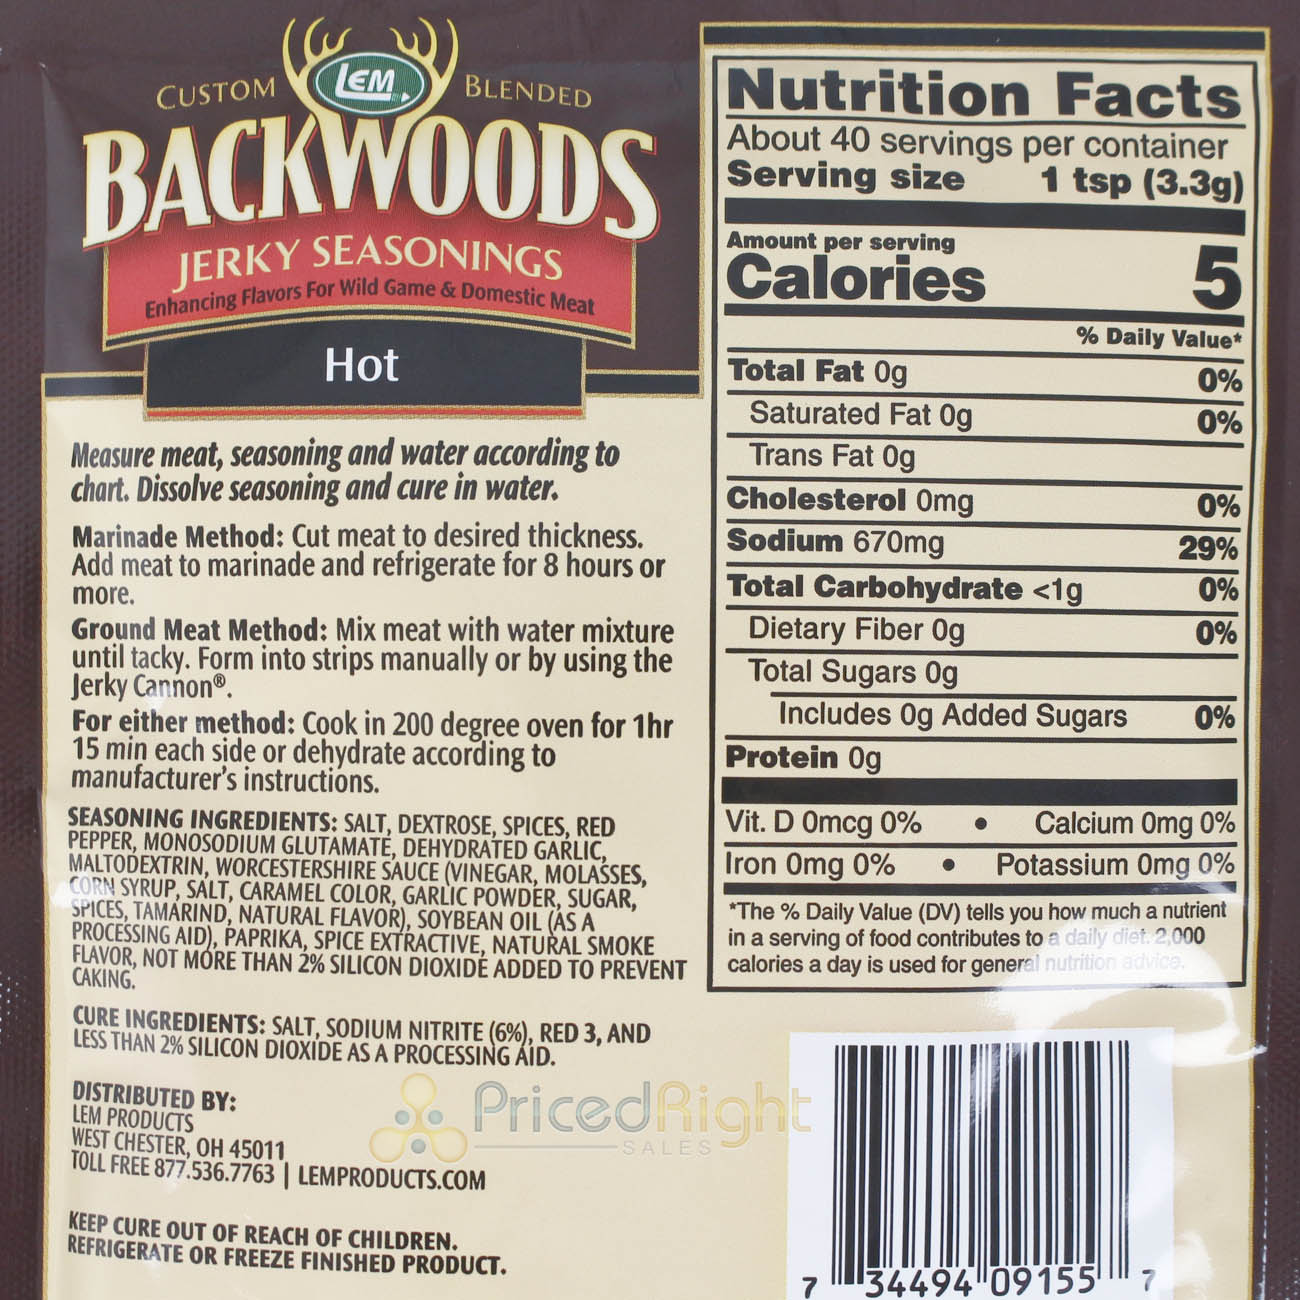 CUSTOM LEM BLENDED
BACKWOODS
JERKY SEASONINGS
Enhancing Flavors For Wild Game & Domestic Meat
Hot
Measure meat, seasoning and water according to
chart. Dissolve seasoning and cure in water.
Marinade Method: Cut meat to desired thickness.
Add meat to marinade and refrigerate for 8 hours or
more.
Ground Meat Method: Mix meat with water mixture
until tacky. Form into strips manually or by using the
Jerky Cannon®.
For either method: Cook in 200 degree oven for 1hr
15 min each side or dehydrate according to
manufacturer's instructions.
SEASONING INGREDIENTS: SALT, DEXTROSE, SPICES, RED
PEPPER, MONOSODIUM GLUTAMATE, DEHYDRATED GARLIC,
MALTODEXTRIN, WORCESTERSHIRE SAUCE (VINEGAR, MOLASSES,
CORN SYRUP, SALT, CARAMEL COLOR, GARLIC POWDER, SUGAR,
SPICES, TAMARIND, NATURAL FLAVOR), SOYBEAN OIL (AS A
PROCESSING AID), PAPRIKA, SPICE EXTRACTIVE, NATURAL SMOKE
FLAVOR, NOT MORE THAN 2% SILICON DIOXIDE ADDED TO PREVENT
CAKING.
CURE INGREDIENTS: SALT, SODIUM NITRITE (6%), RED 3, AND
LESS THAN 2% SILICON DIOXIDE AS A PROCESSING AID.
DISTRIBUTED BY:
LEM PRODUCTS
WEST CHESTER, OH 45011
TOLL FREE 877.536.7763 | LEMPRODUCTS.COM
KEEP CURE OUT OF REACH OF CHILDREN.
REFRIGERATE OR FREEZE FINISHED PRODUCT.
Nutrition Facts
About 40 servings per container
Serving size 1 tsp (3.3g)
Amount per serving
Calories 5
% Daily Value*
Total Fat 0g 0%
Saturated Fat 0g 0%
Trans Fat 0g
Cholesterol 0mg 0%
Sodium 670mg 29%
Total Carbohydrate <1g 0%
Dietary Fiber 0g 0%
Total Sugars 0g
Includes 0g Added Sugars 0%
Protein 0g
Vit. D 0mcg 0% • Calcium 0mg 0%
Iron 0mg 0% • Potassium 0mg 0%
*The % Daily Value (DV) tells you how much a nutrient
in a serving of food contributes to a daily diet. 2,000
calories a day is used for general nutrition advice.
PricedRight
SALES
7 34494 09155 7